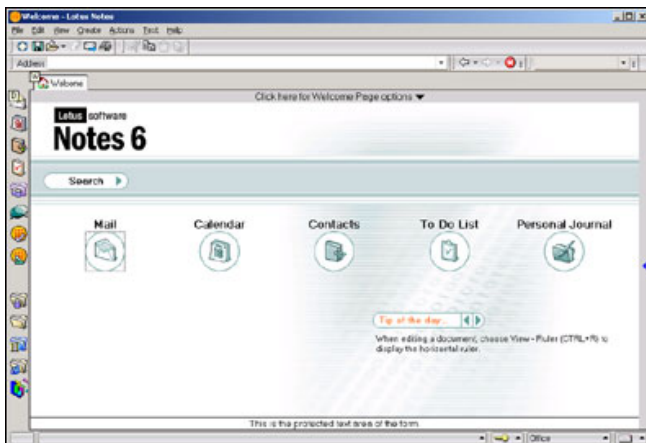 Welcome - Lotus Notes
File Edit View Create Actions Text Help
Address
Welcome
Click here for Welcome Page options
Lotus software
Notes 6
Search
Mail Calendar Contacts To Do List Personal Journal
Tip of the day...
When editing a document, choose View - Ruler (CTRL+R) to
display the horizontal ruler.
This is the protected text area of the form.
Office